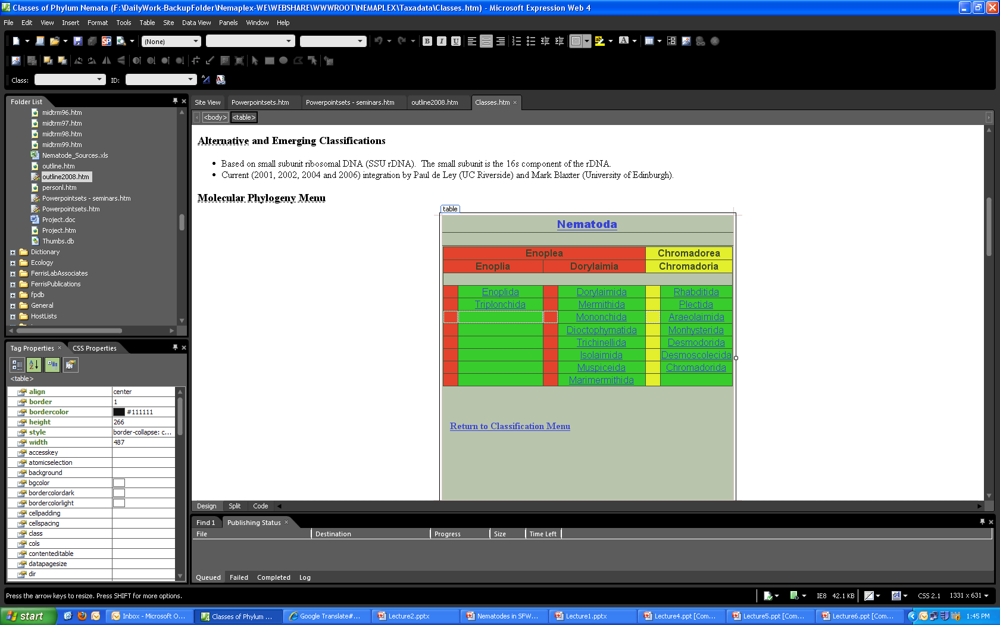 Classes of Phylum Nemata (F:\DailyWork-BackupFolder\Nemaplex-WE\WEBSHARE\WWWROOT\NEMAPLEX\Taxadata\Classes.htm) - Microsoft Expression Web 4
File Edit View Insert Format Tools Table Site Data View Panels Window Help
SP (None) B I U ab A
Class: ID:
Folder List
midtrm96.htm
midtrm97.htm
midtrm98.htm
midtrm99.htm
Nematode_Sources.xls
outline.htm
outline2008.htm
personl.htm
Powerpointsets - seminars.htm
Powerpointsets.htm
Project.doc
Project.htm
Thumbs.db
Dictionary
Ecology
FerrisLabAssociates
FerrisPublications
fpdb
General
HostLists
Tag Properties CSS Properties
<table>
align center
border 1
bordercolor #111111
height 266
style border-collapse: c...
width 487
accesskey
atomicselection
background
bgcolor
bordercolordark
bordercolorlight
cellpadding
cellspacing
class
cols
contenteditable
datapagesize
dir
Site View Powerpointsets.htm Powerpointsets - seminars.htm outline2008.htm Classes.htm
<body> <table>
Alternative and Emerging Classifications
Based on small subunit ribosomal DNA (SSU rDNA). The small subunit is the 16s component of the rDNA.
Current (2001, 2002, 2004 and 2006) integration by Paul de Ley (UC Riverside) and Mark Blaxter (University of Edinburgh).
Molecular Phylogeny Menu
table
Nematoda
Enoplea Chromadorea
Enoplia Dorylaimia Chromadoria
Enoplida Dorylaimida Rhabditida
Triplonchida Mermithida Plectida
Mononchida Araeolaimida
Dioctophymatida Monhysterida
Trichinellida Desmodorida
Isolaimida Desmoscolecida
Muspiceida Chromadorida
Marimermithida
Return to Classification Menu
Design Split Code
Find 1 Publishing Status
File Destination Progress Size Time Left
Queued Failed Completed Log
Press the arrow keys to resize. Press SHIFT for more options.
IE8 42.1 KB CSS 2.1 1331 x 631
start Inbox - Microsoft O... Classes of Phylum ... Google Translate#... Lecture2.pptx Nematodes in SFW... Lecture1.pptx Lecture4.ppt [Com... Lecture5.ppt [Com... Lecture6.ppt [Com... 1:45 PM